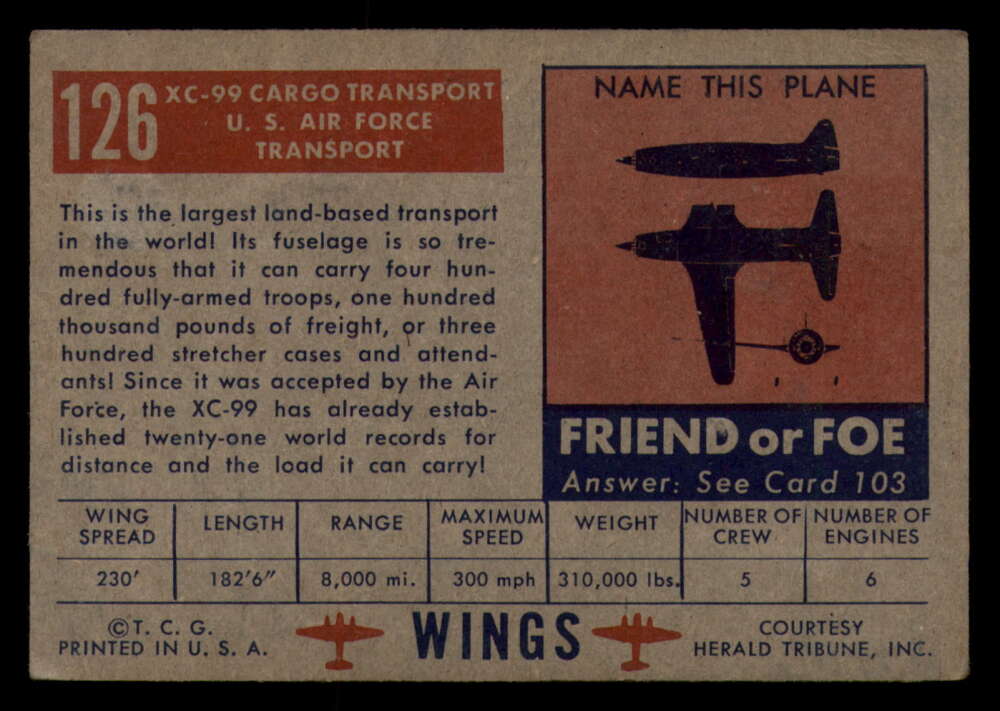 126
XC-99 CARGO TRANSPORT
U. S. AIR FORCE
TRANSPORT
This is the largest land-based transport
in the world! Its fuselage is so tre-
mendous that it can carry four hun-
dred fully-armed troops, one hundred
thousand pounds of freight, or three
hundred stretcher cases and attend-
ants! Since it was accepted by the Air
Force, the XC-99 has already estab-
lished twenty-one world records for
distance and the load it can carry!
NAME THIS PLANE
FRIEND or FOE
Answer: See Card 103
WING SPREAD LENGTH RANGE MAXIMUM SPEED WEIGHT NUMBER OF CREW NUMBER OF ENGINES
230' 182'6" 8,000 mi. 300 mph 310,000 lbs. 5 6
© T. C. G.
PRINTED IN U. S. A.
WINGS
COURTESY
HERALD TRIBUNE, INC.